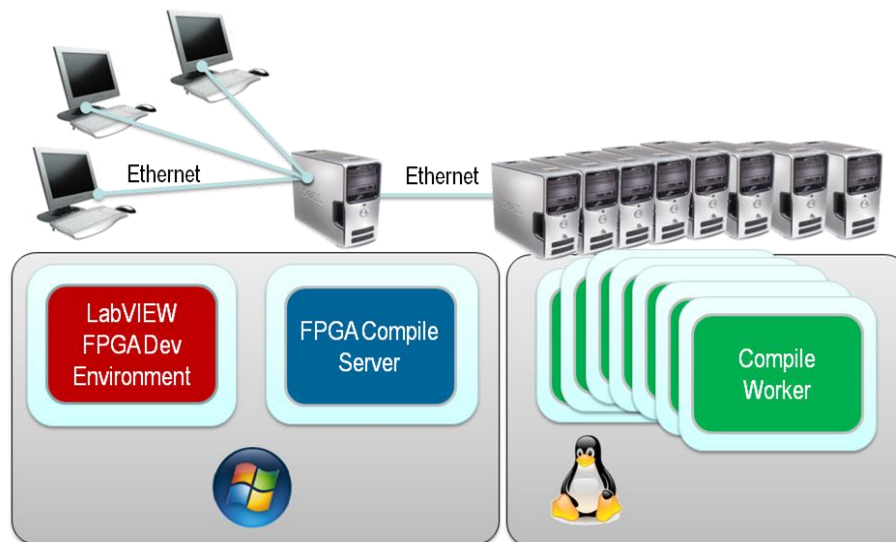 Ethernet
Ethernet
LabVIEW
FPGA Dev
Environment
FPGA Compile
Server
Compile
Worker